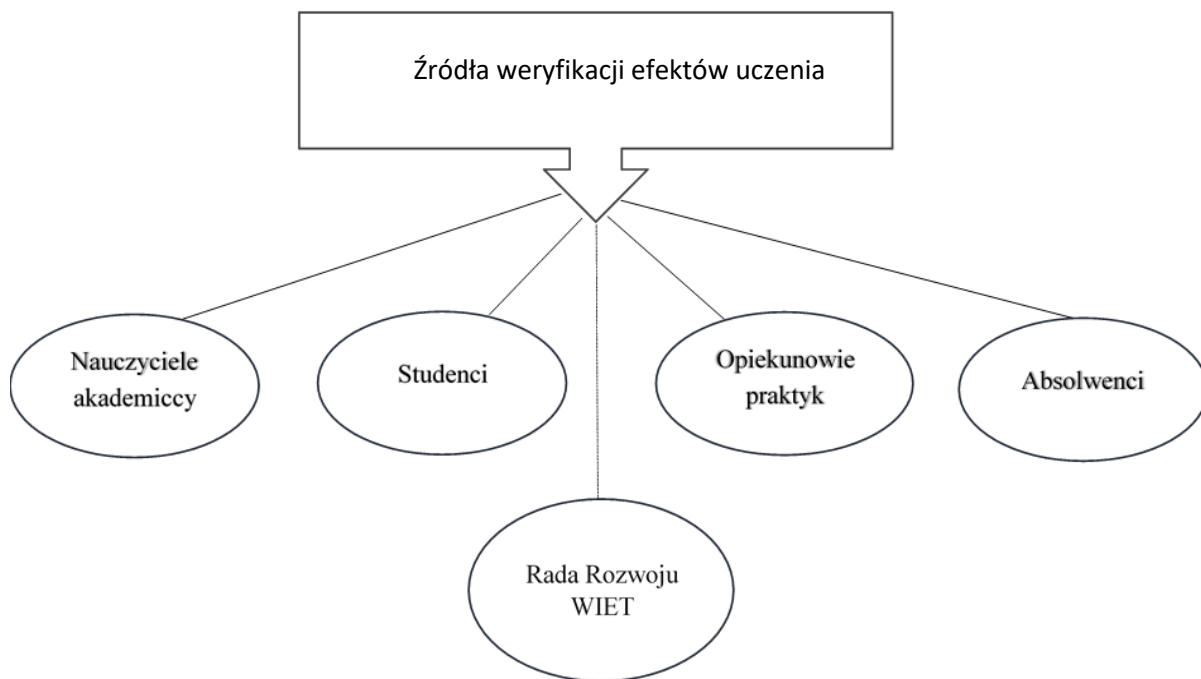 Źródła weryfikacji efektów uczenia
Nauczyciele
akademiccy
Studenci
Opiekunowie
praktyk
Absolwenci
Rada Rozwoju
WIET